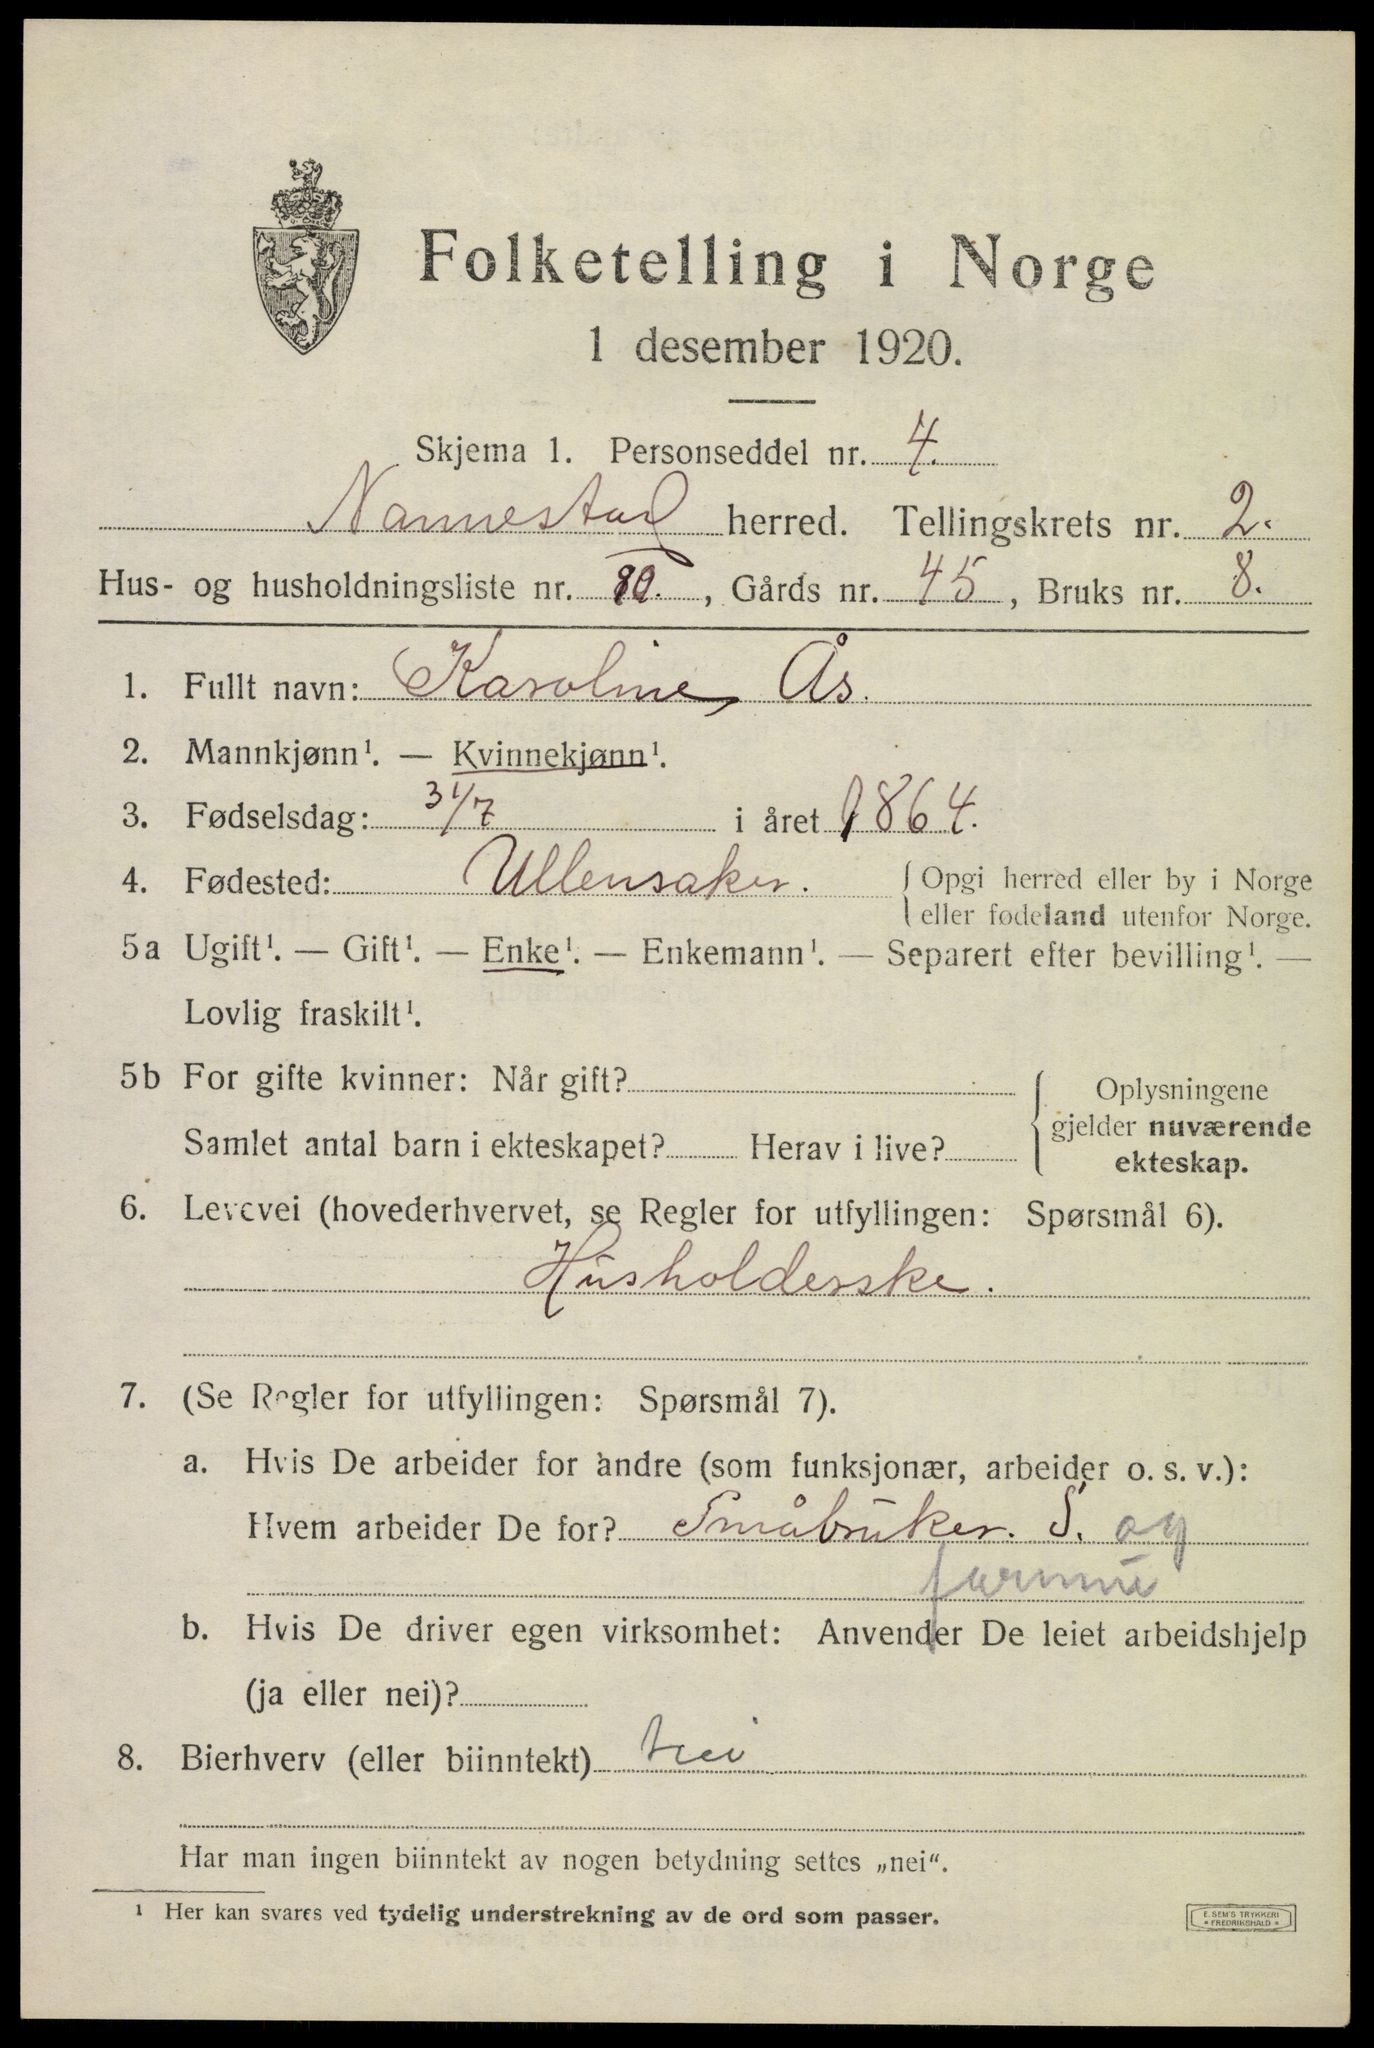 Folketelling i Norge
1 desember 1920.
Skjema 1. Personseddel nr. 4.
Nannestad herred. Tellingskrets nr. 2.
Hus- og husholdningsliste nr. , Gårds nr. 45, Bruks nr. 8.
1. Fullt navn: Karoline Ås.
2. Mannkjønn¹. — Kvinnekjønn¹.
3. Fødselsdag: 31/7 i året 1864.
4. Fødested: Ullensaker. { Opgi herred eller by i Norge
eller fødeland utenfor Norge.
5a Ugift¹. — Gift¹. — Enke¹. — Enkemann¹. — Separert efter bevilling¹. —
Lovlig fraskilt¹.
5b For gifte kvinner: Når gift? { Oplysningene
Samlet antal barn i ekteskapet? Herav i live? gjelder nuværende
ekteskap.
6. Levevei (hovederhvervet, se Regler for utfyllingen: Spørsmål 6).
Husholderske.
7. (Se Regler for utfyllingen: Spørsmål 7).
a. Hvis De arbeider for andre (som funksjonær, arbeider o. s. v.):
Hvem arbeider De for? Småbruker. S. og
b. Hvis De driver egen virksomhet: Anvender De leiet arbeidshjelp
(ja eller nei)?
8. Bierhverv (eller biinntekt) nei
Har man ingen biinntekt av nogen betydning settes „nei“.
¹ Her kan svares ved tydelig understrekning av de ord som passer.
E. SEM'S TRYKKERI
* FREDRIKSHALD *